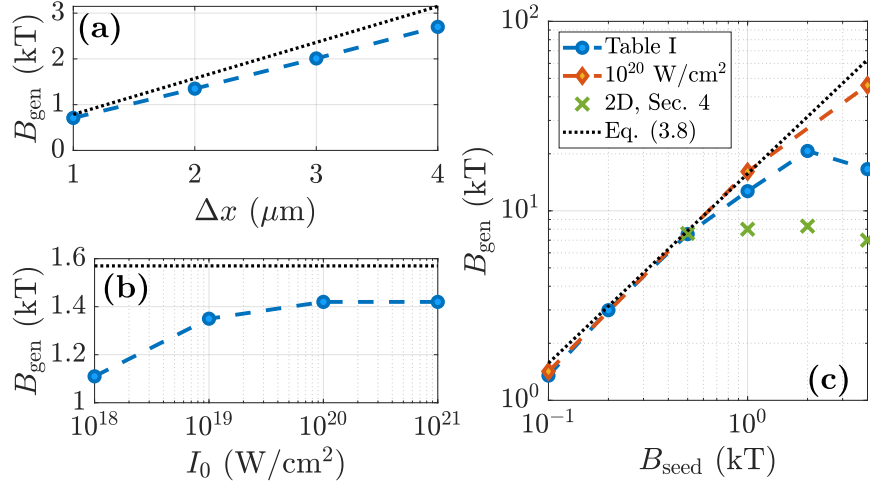 (a)
B_gen (kT)
3
2
1
0
1 2 3 4
Δx (μm)
(b)
B_gen (kT)
1.6
1.4
1.2
1
10^18 10^19 10^20 10^21
I_0 (W/cm^2)
Table I
10^20 W/cm^2
2D, Sec. 4
Eq. (3.8)
(c)
B_gen (kT)
10^2
10^1
10^0
10^-1 10^0
B_seed (kT)